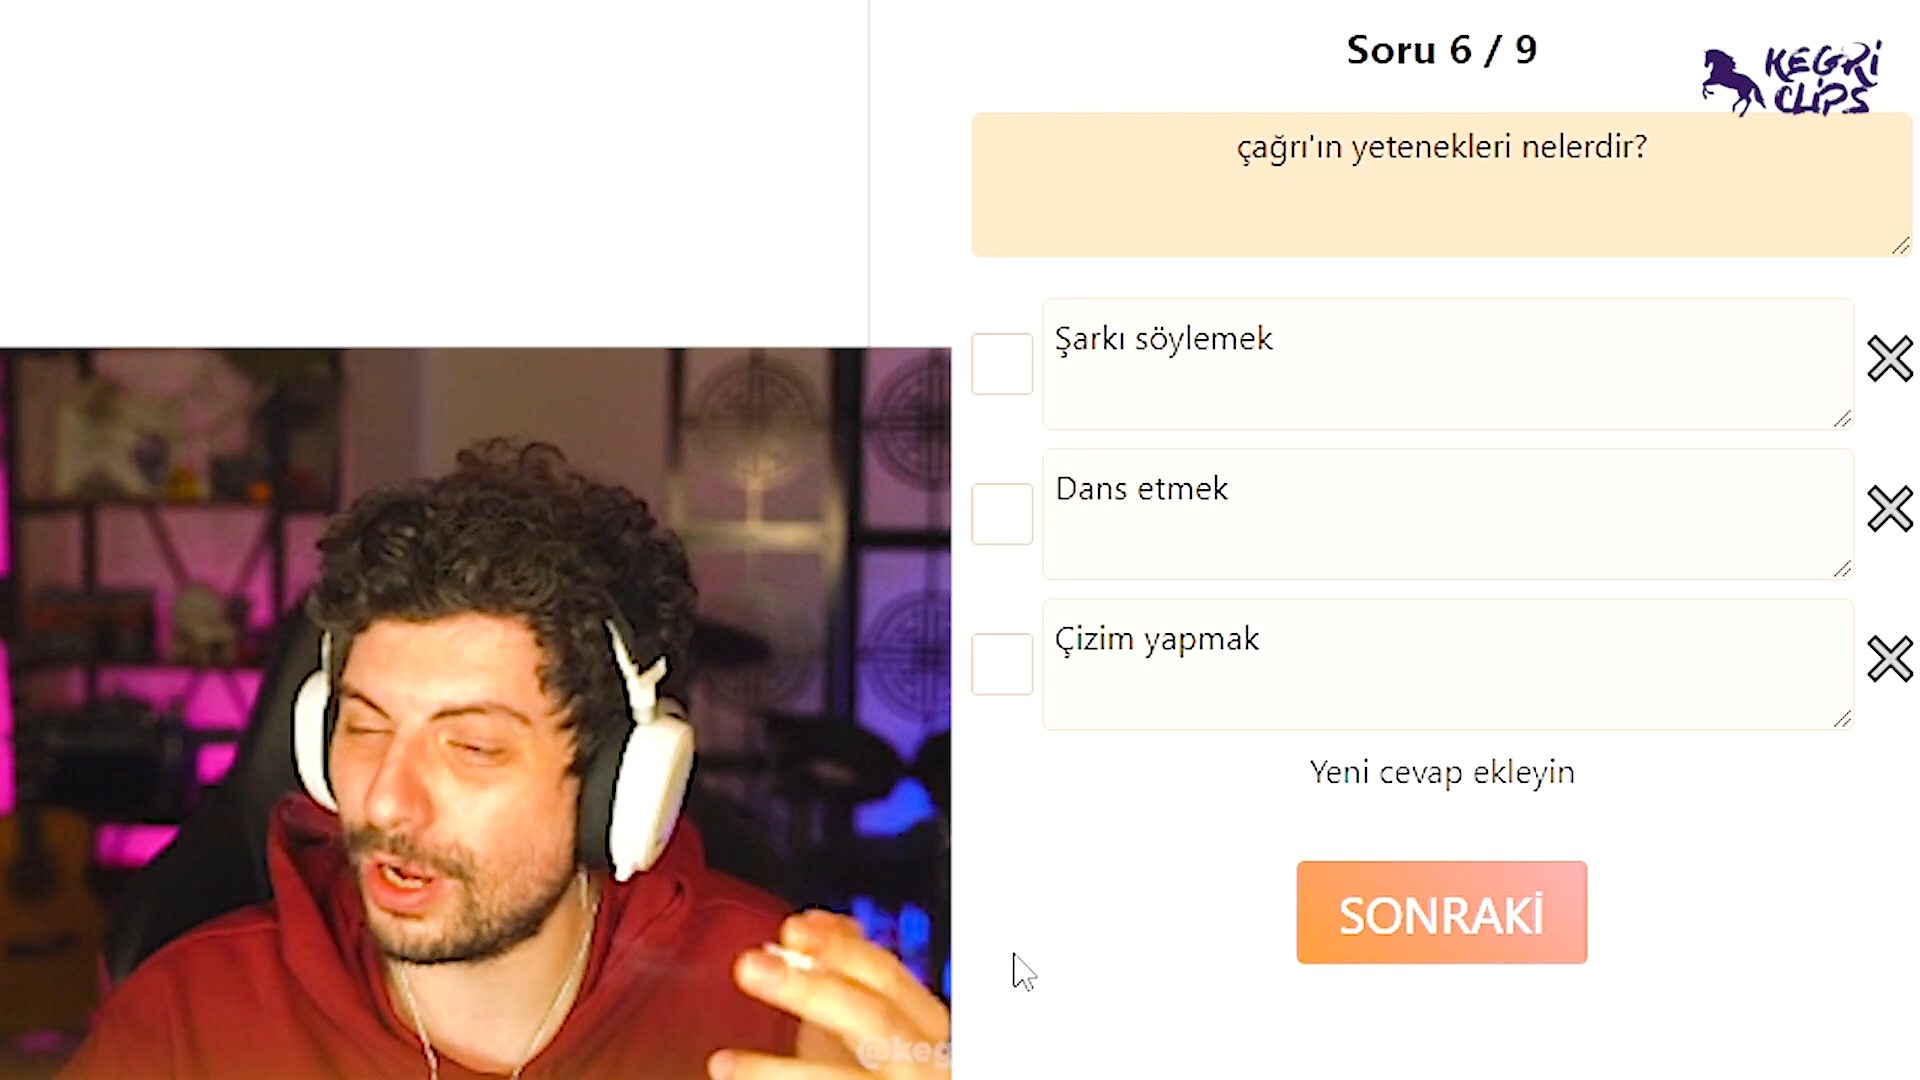 Soru 6 / 9
KEGRİ
CLİPS
çağrı'ın yetenekleri nelerdir?
Şarkı söylemek
Dans etmek
Çizim yapmak
Yeni cevap ekleyin
SONRAKİ
@keg